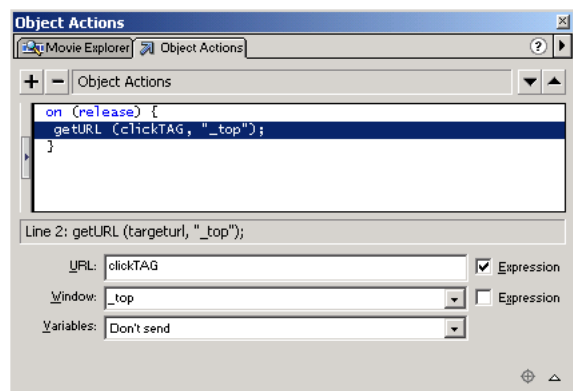 Object Actions
Movie Explorer Object Actions ?
+ − Object Actions
on (release) {
getURL (clickTAG, "_top");
}
Line 2: getURL (targeturl, "_top");
URL: clickTAG Expression
Window: _top Expression
Variables: Don't send